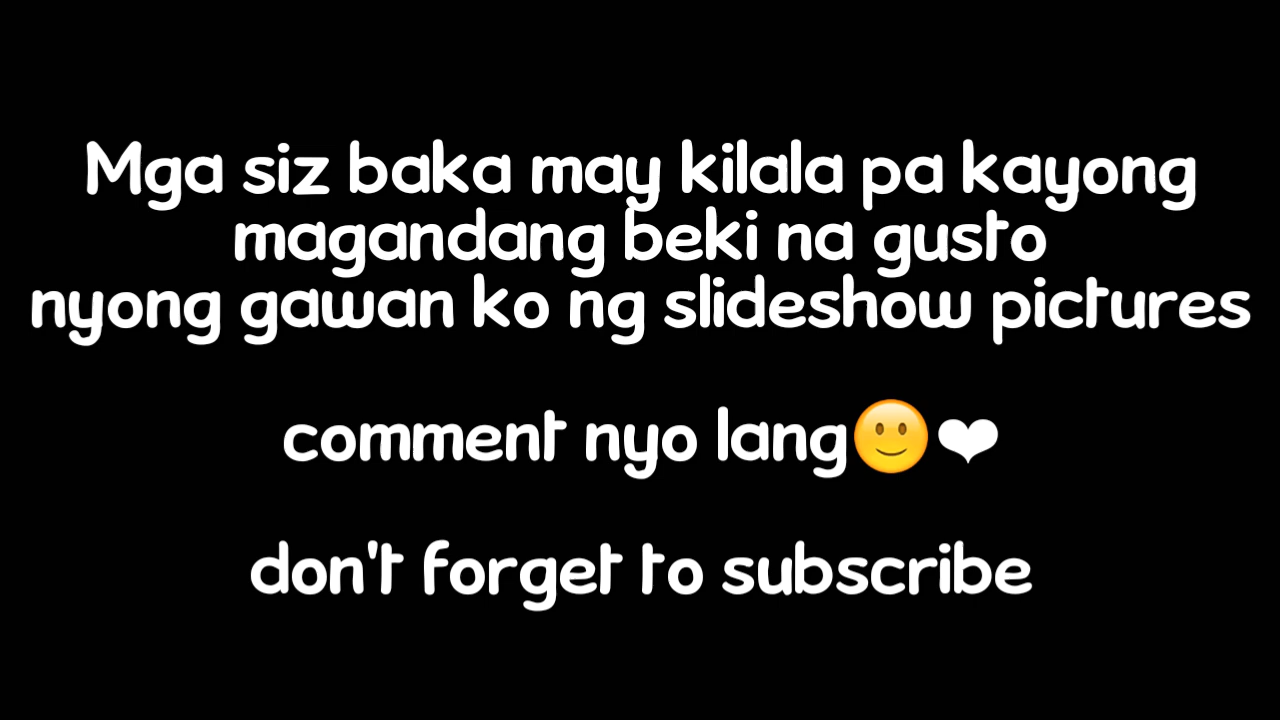 Mga siz baka may kilala pa kayong
magandang beki na gusto
nyong gawan ko ng slideshow pictures
comment nyo lang🙂❤
don't forget to subscribe